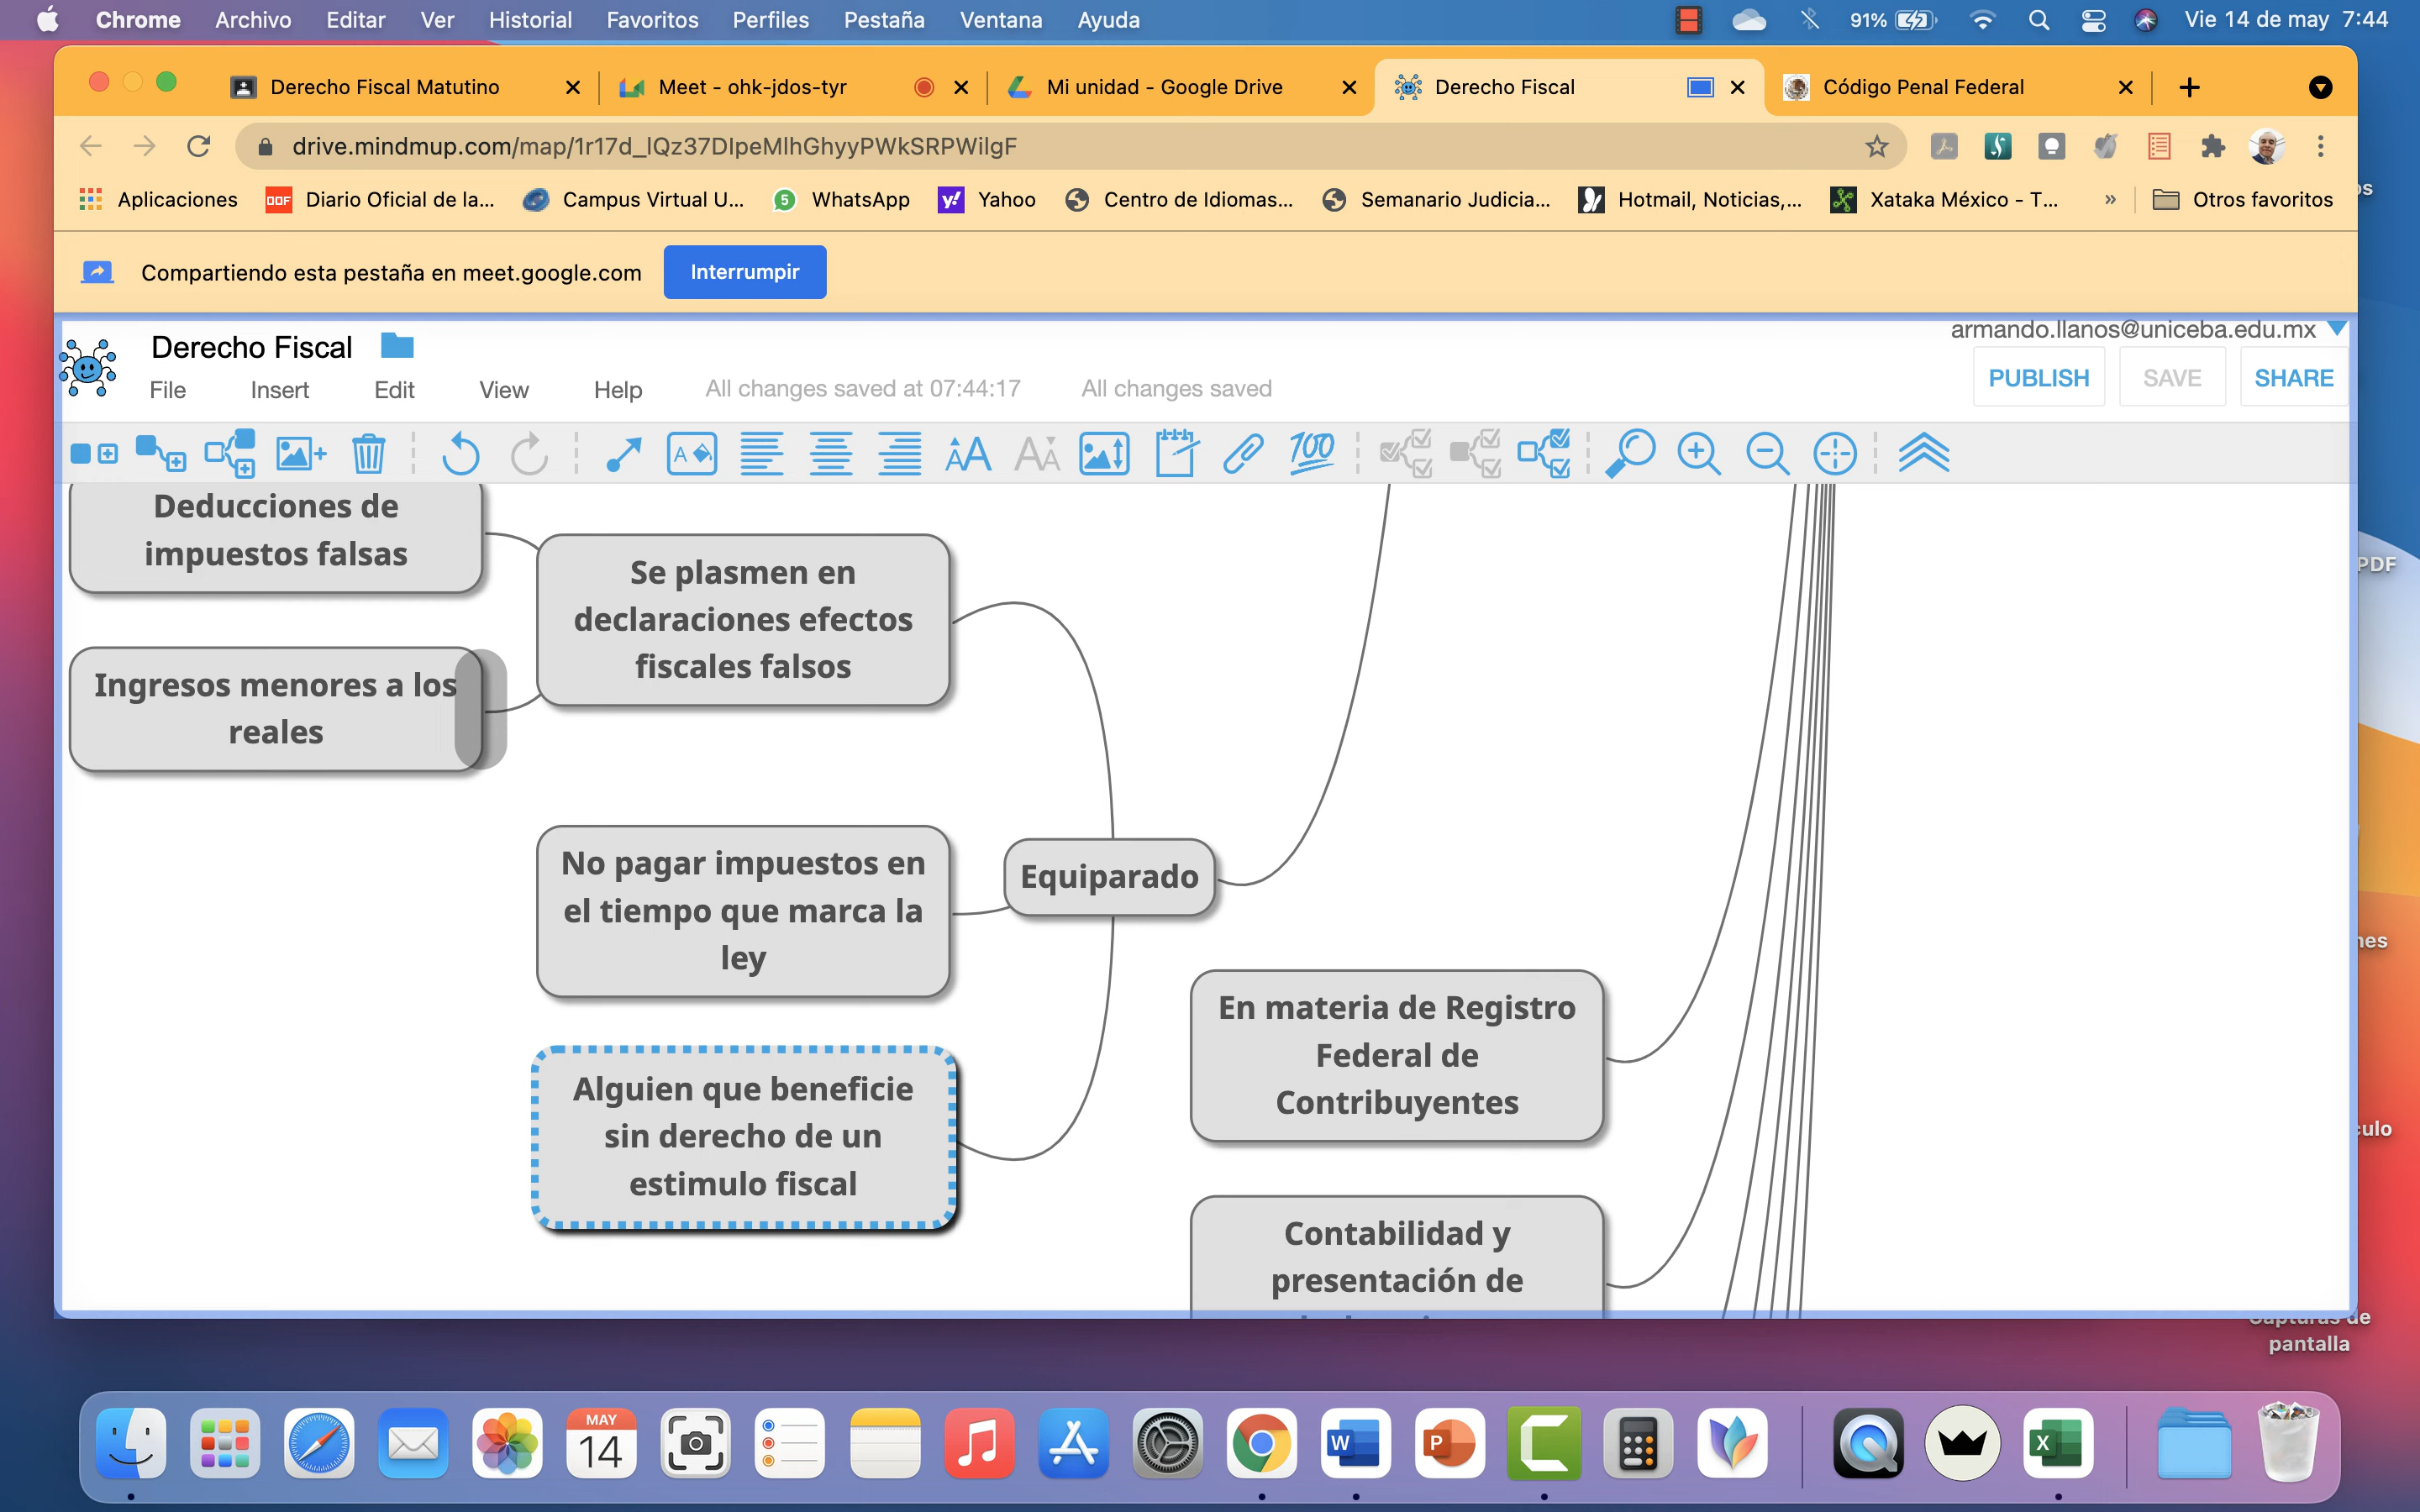 Chrome Archivo Editar Ver Historial Favoritos Perfiles Pestaña Ventana Ayuda 91% Vie 14 de may 7:44
Derecho Fiscal Matutino Meet - ohk-jdos-tyr Mi unidad - Google Drive Derecho Fiscal Código Penal Federal
drive.mindmup.com/map/1r17d_lQz37DIpeMlhGhyyPWkSRPWilgF
Aplicaciones DOF Diario Oficial de la... Campus Virtual U... 5 WhatsApp Yahoo Centro de Idiomas... Semanario Judicia... Hotmail, Noticias,... Xataka México - T... » Otros favoritos
Compartiendo esta pestaña en meet.google.com Interrumpir
armando.llanos@uniceba.edu.mx
Derecho Fiscal
File Insert Edit View Help All changes saved at 07:44:17 All changes saved PUBLISH SAVE SHARE
Deducciones de
impuestos falsas
Se plasmen en
declaraciones efectos
fiscales falsos
Ingresos menores a los
reales
No pagar impuestos en
el tiempo que marca la
ley
Equiparado
Alguien que beneficie
sin derecho de un
estimulo fiscal
En materia de Registro
Federal de
Contribuyentes
Contabilidad y
presentación de
PDF
Capturas de
pantalla
MAY
14